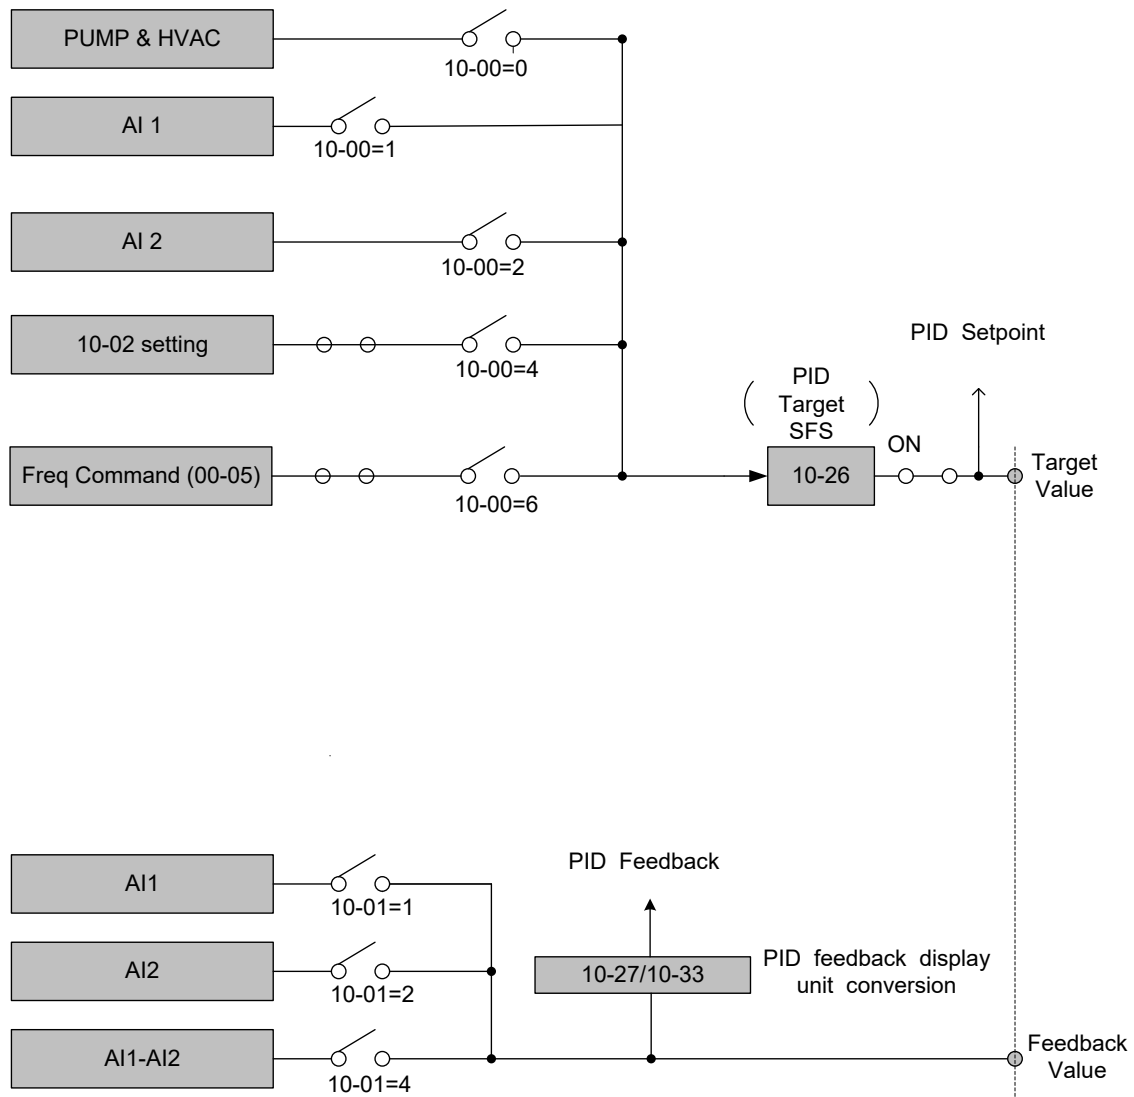 PUMP & HVAC
10-00=0
AI 1
10-00=1
AI 2
10-00=2
10-02 setting
10-00=4
Freq Command (00-05)
10-00=6
PID
Target
SFS
10-26
ON
PID Setpoint
Target
Value
AI1
10-01=1
AI2
10-01=2
AI1-AI2
10-01=4
PID Feedback
10-27/10-33
PID feedback display
unit conversion
Feedback
Value